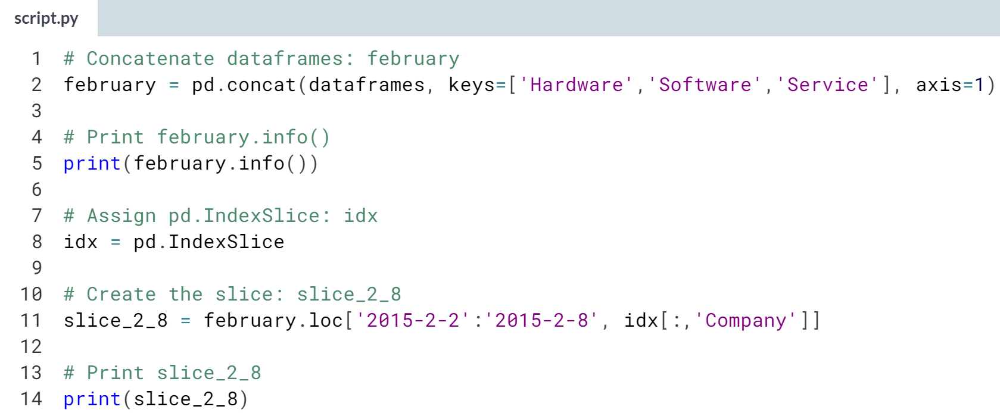 script.py
1 # Concatenate dataframes: february
2 february = pd.concat(dataframes, keys=['Hardware','Software','Service'], axis=1)
3
4 # Print february.info()
5 print(february.info())
6
7 # Assign pd.IndexSlice: idx
8 idx = pd.IndexSlice
9
10 # Create the slice: slice_2_8
11 slice_2_8 = february.loc['2015-2-2':'2015-2-8', idx[:,'Company']]
12
13 # Print slice_2_8
14 print(slice_2_8)